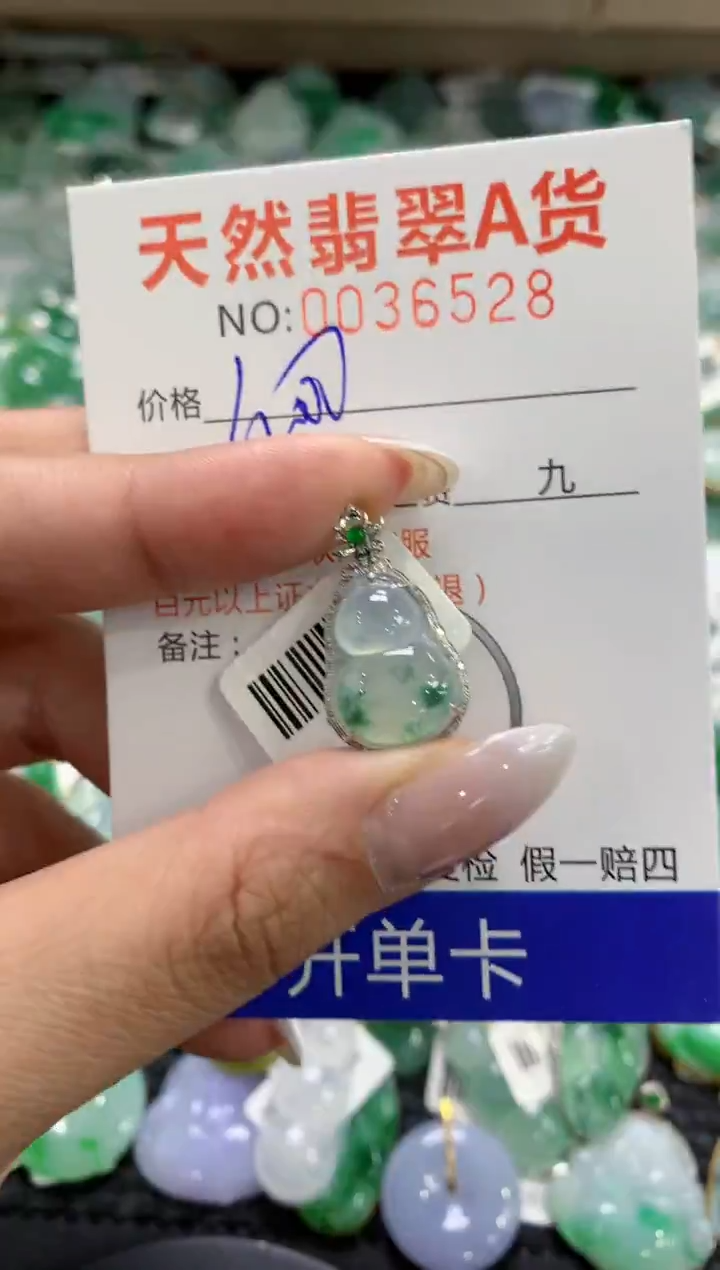 天然翡翠A货
NO:0036528
价格
九
服
百元以上证 退）
备注：
检 假一赔四
开单卡